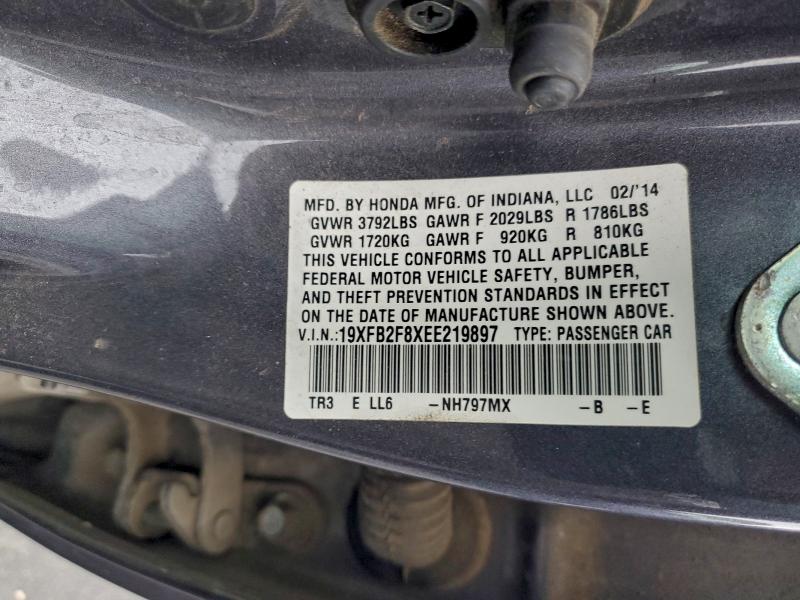 MFD. BY HONDA MFG. OF INDIANA, LLC 02/'14
GVWR 3792LBS GAWR F 2029LBS R 1786LBS
GVWR 1720KG GAWR F 920KG R 810KG
THIS VEHICLE CONFORMS TO ALL APPLICABLE
FEDERAL MOTOR VEHICLE SAFETY, BUMPER,
AND THEFT PREVENTION STANDARDS IN EFFECT
ON THE DATE OF MANUFACTURE SHOWN ABOVE.
V.I.N.:19XFB2F8XEE219897 TYPE: PASSENGER CAR
TR3 E LL6 -NH797MX -B -E